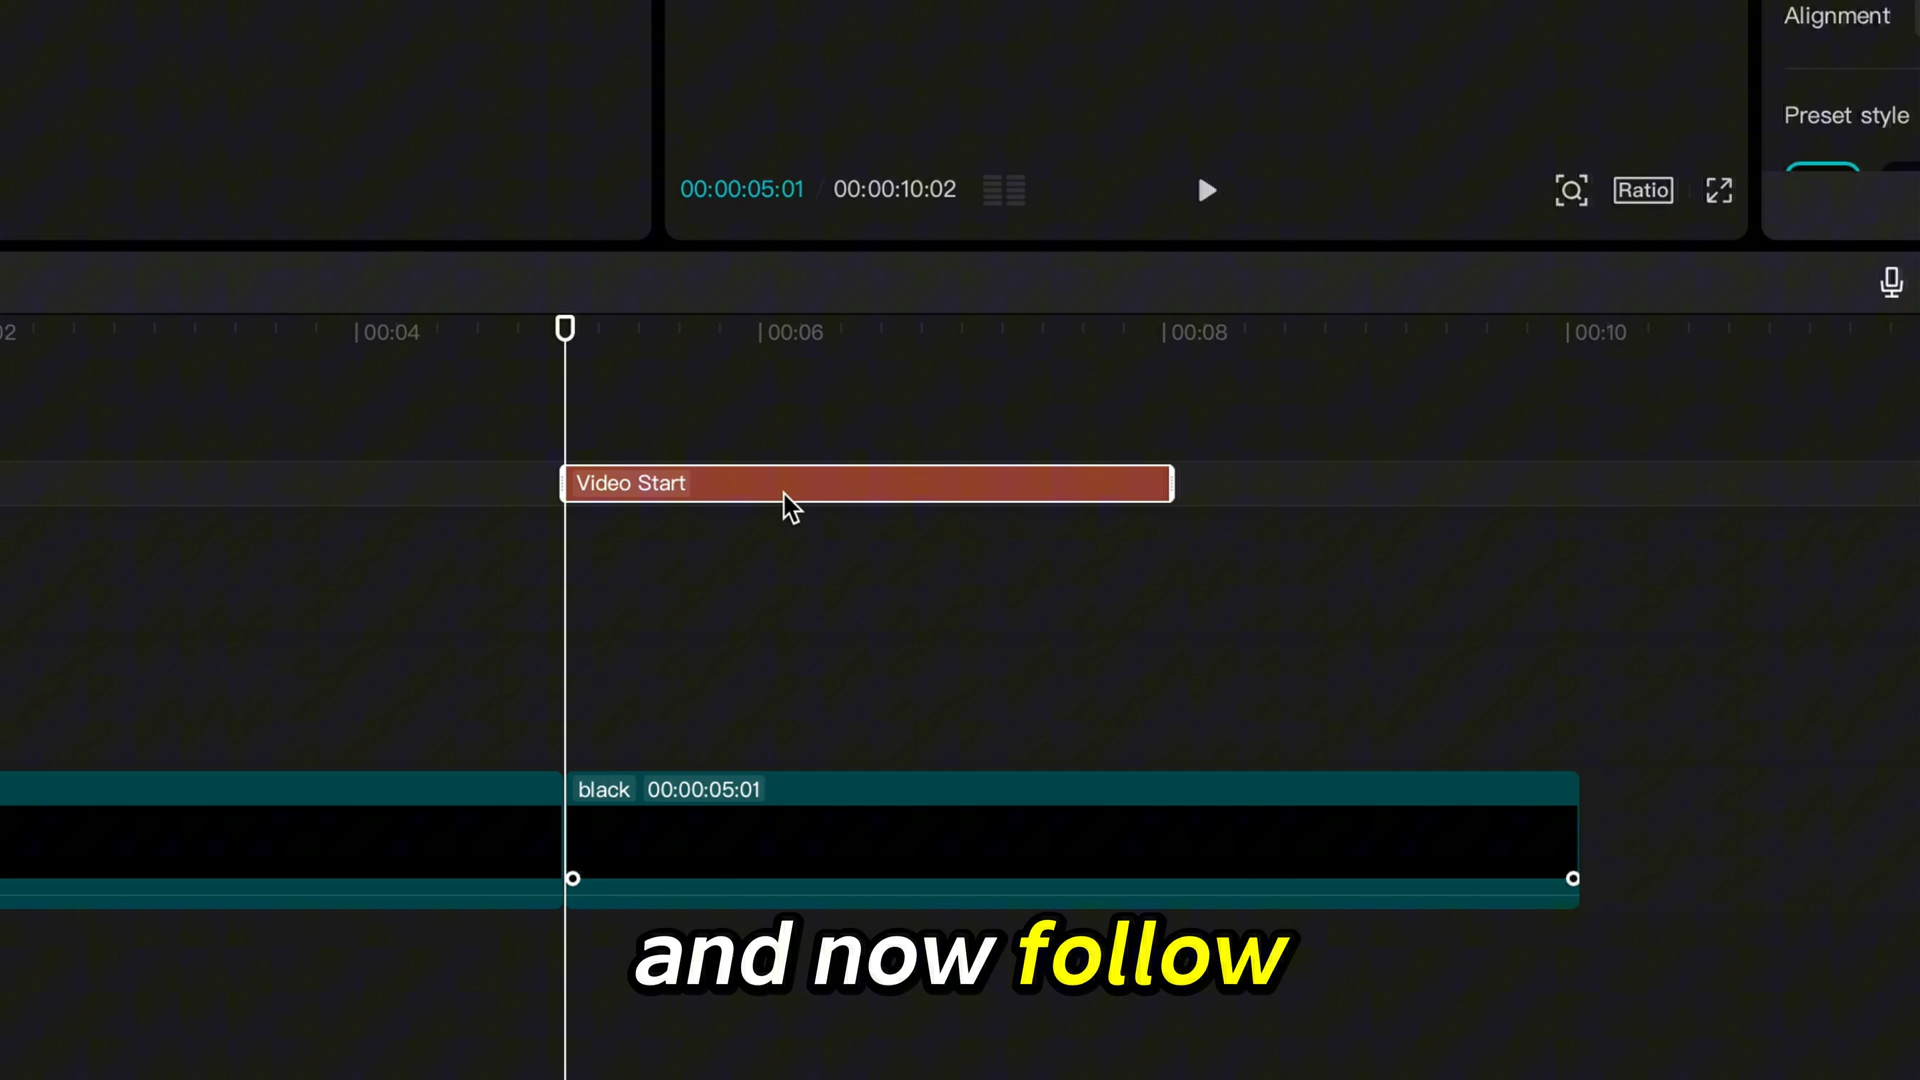 Alignment
Preset style
00:00:05:01 / 00:00:10:02
Ratio
02 00:04 00:06 00:08 00:10
Video Start
black 00:00:05:01
and now follow